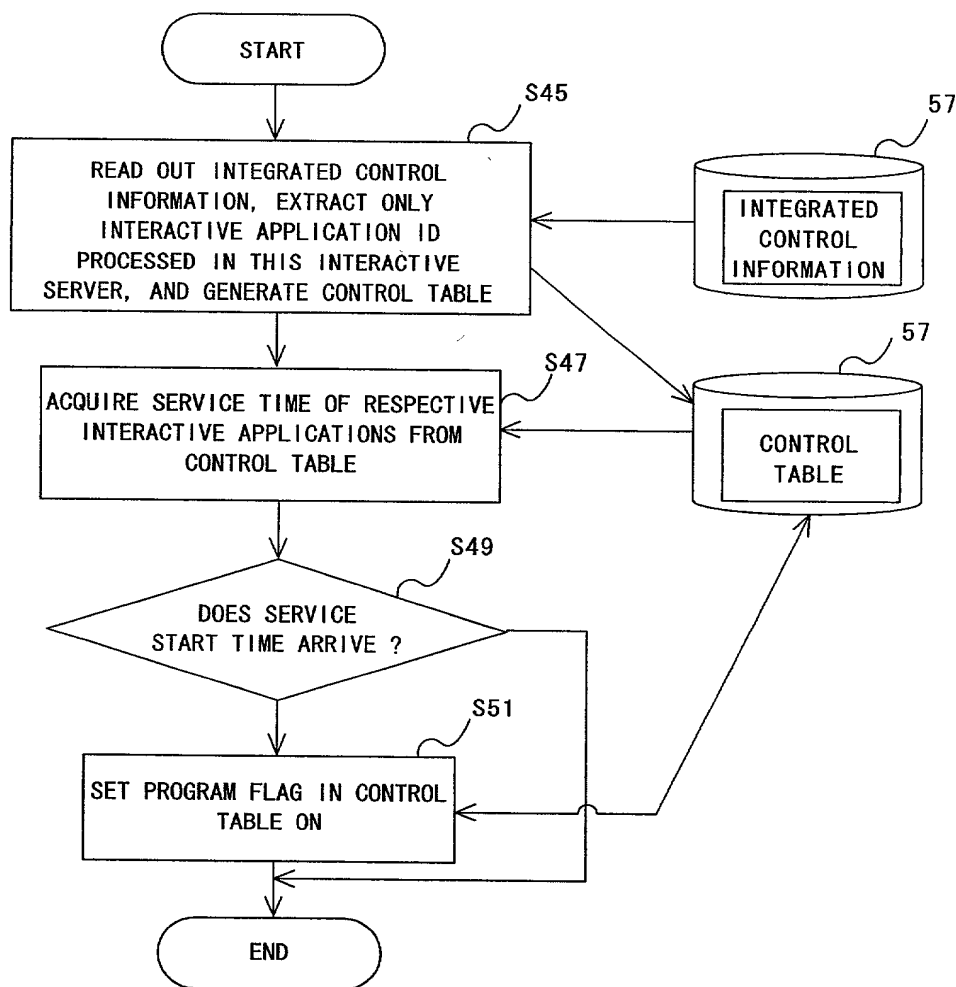 START
S45
57
READ OUT INTEGRATED CONTROL
INFORMATION, EXTRACT ONLY
INTERACTIVE APPLICATION ID
PROCESSED IN THIS INTERACTIVE
SERVER, AND GENERATE CONTROL TABLE
INTEGRATED
CONTROL
INFORMATION
57
S47
ACQUIRE SERVICE TIME OF RESPECTIVE
INTERACTIVE APPLICATIONS FROM
CONTROL TABLE
CONTROL
TABLE
S49
DOES SERVICE
START TIME ARRIVE ?
S51
SET PROGRAM FLAG IN CONTROL
TABLE ON
END